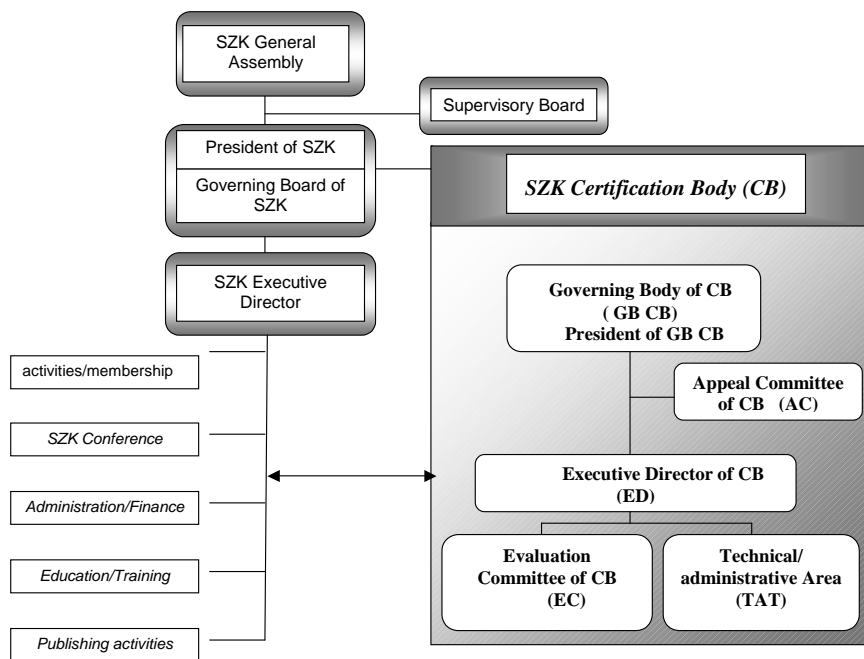 SZK General
Assembly
Supervisory Board
President of SZK
Governing Board of
SZK
SZK Executive
Director
activities/membership
SZK Conference
Administration/Finance
Education/Training
Publishing activities
SZK Certification Body (CB)
Governing Body of CB
( GB CB)
President of GB CB
Appeal Committee
of CB (AC)
Executive Director of CB
(ED)
Evaluation
Committee of CB
(EC)
Technical/
administrative Area
(TAT)